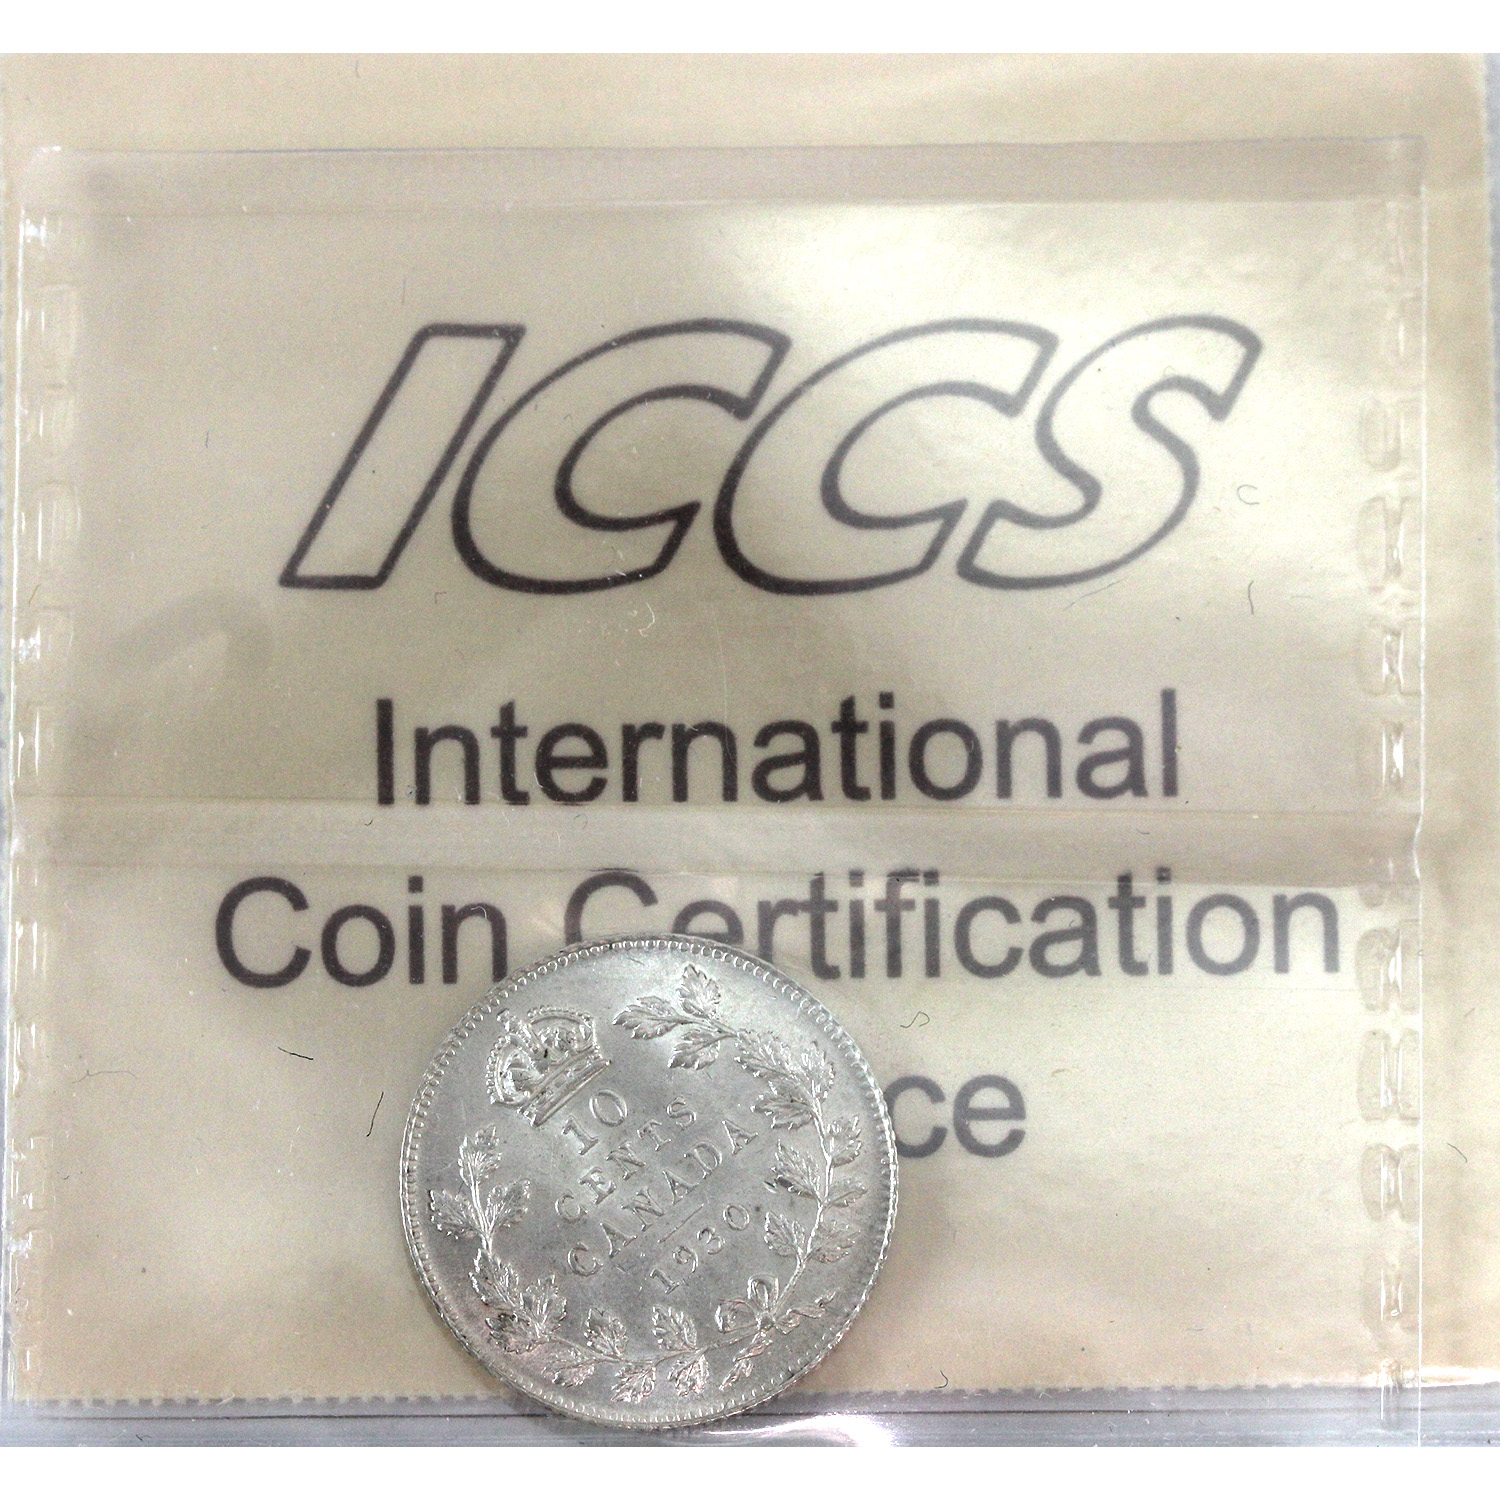 ICCS
International
Coin Certification
ce
10
CENTS
CANADA
1930